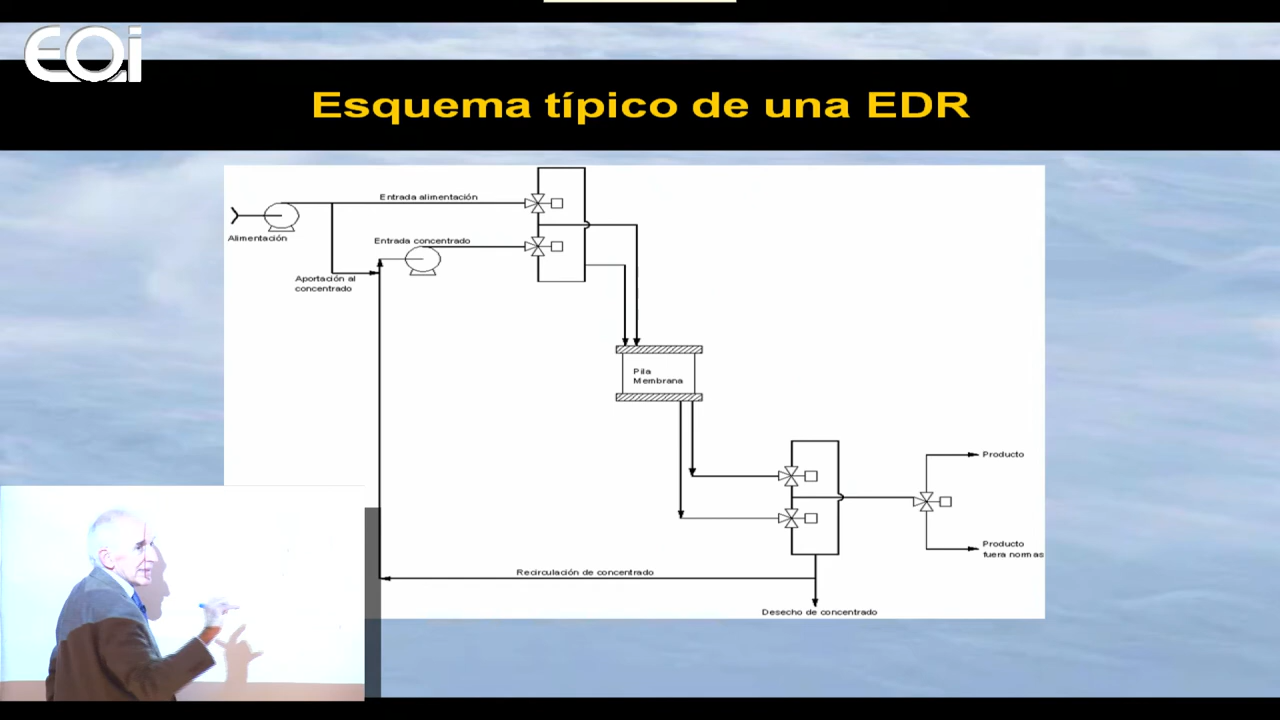 EOi
Esquema típico de una EDR
Entrada alimentación
Alimentación
Entrada concentrado
Aportación al
concentrado
Pila
Membrana
Producto
Producto
fuera normas
Recirculación de concentrado
Desecho de concentrado